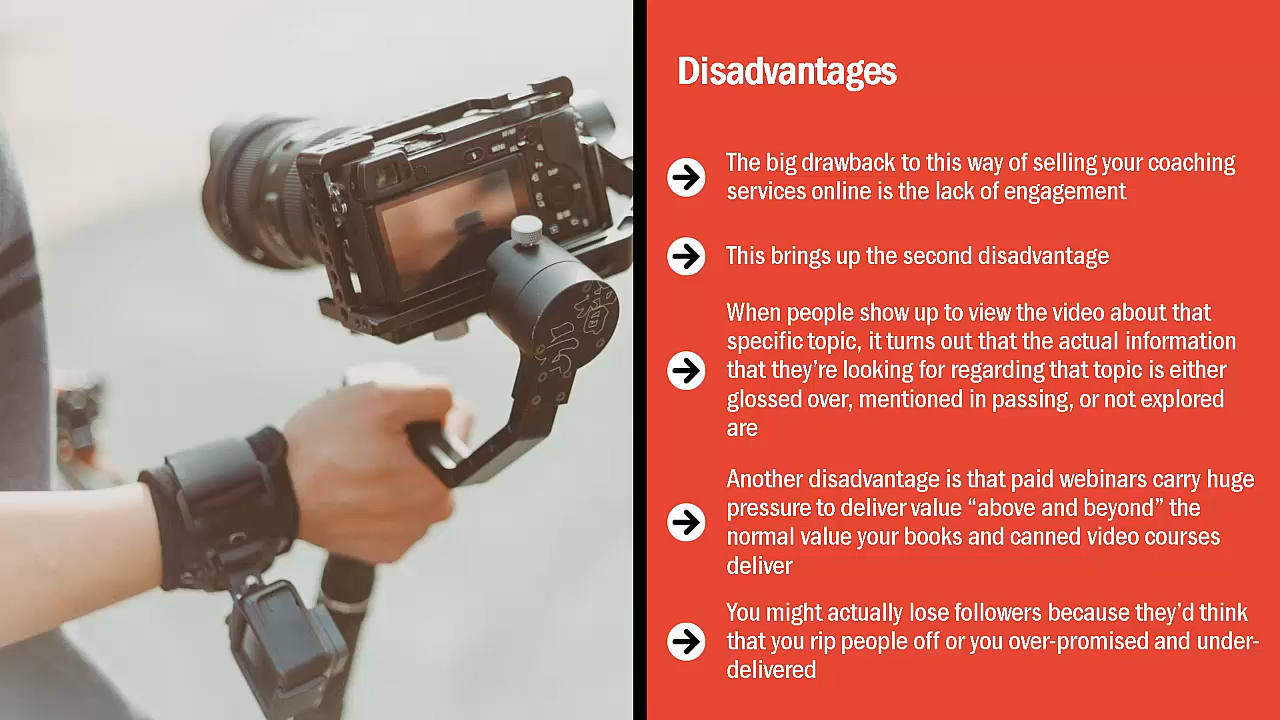 Disadvantages
The big drawback to this way of selling your coaching
services online is the lack of engagement
This brings up the second disadvantage
When people show up to view the video about that
specific topic, it turns out that the actual information
that they're looking for regarding that topic is either
glossed over, mentioned in passing, or not explored
are
Another disadvantage is that paid webinars carry huge
pressure to deliver value “above and beyond” the
normal value your books and canned video courses
deliver
You might actually lose followers because they'd think
that you rip people off or you over-promised and under-
delivered